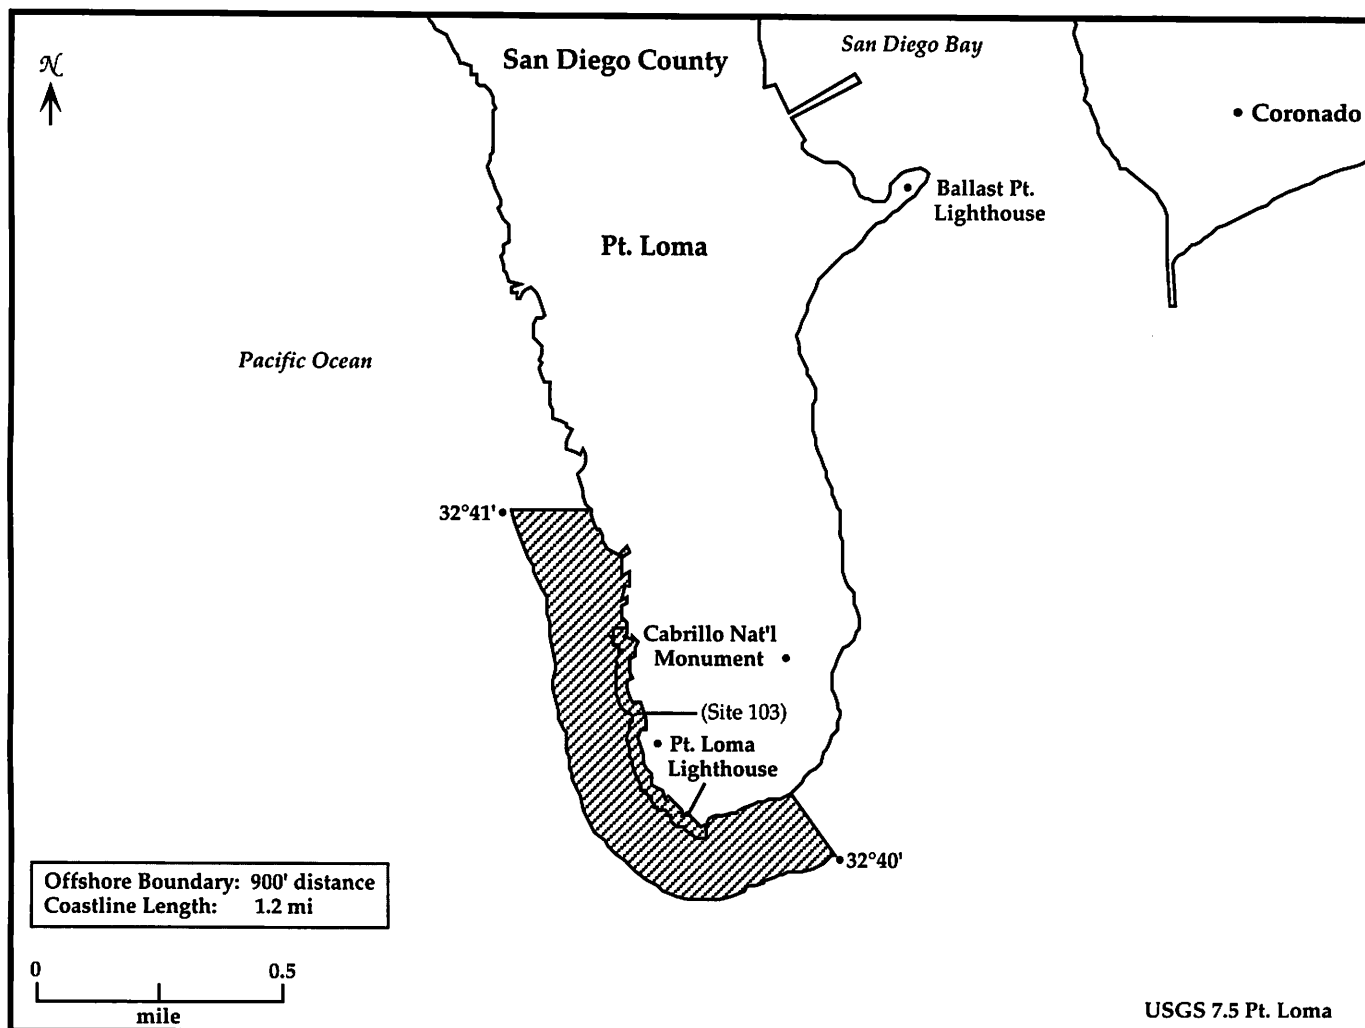 San Diego Bay
N
San Diego County
Coronado
Ballast Pt.
Lighthouse
Pt. Loma
Pacific Ocean
32°41'
Cabrillo Nat'l
Monument
(Site 103)
Pt. Loma
Lighthouse
32°40'
Offshore Boundary: 900' distance
Coastline Length: 1.2 mi
0 0.5
mile
USGS 7.5 Pt. Loma